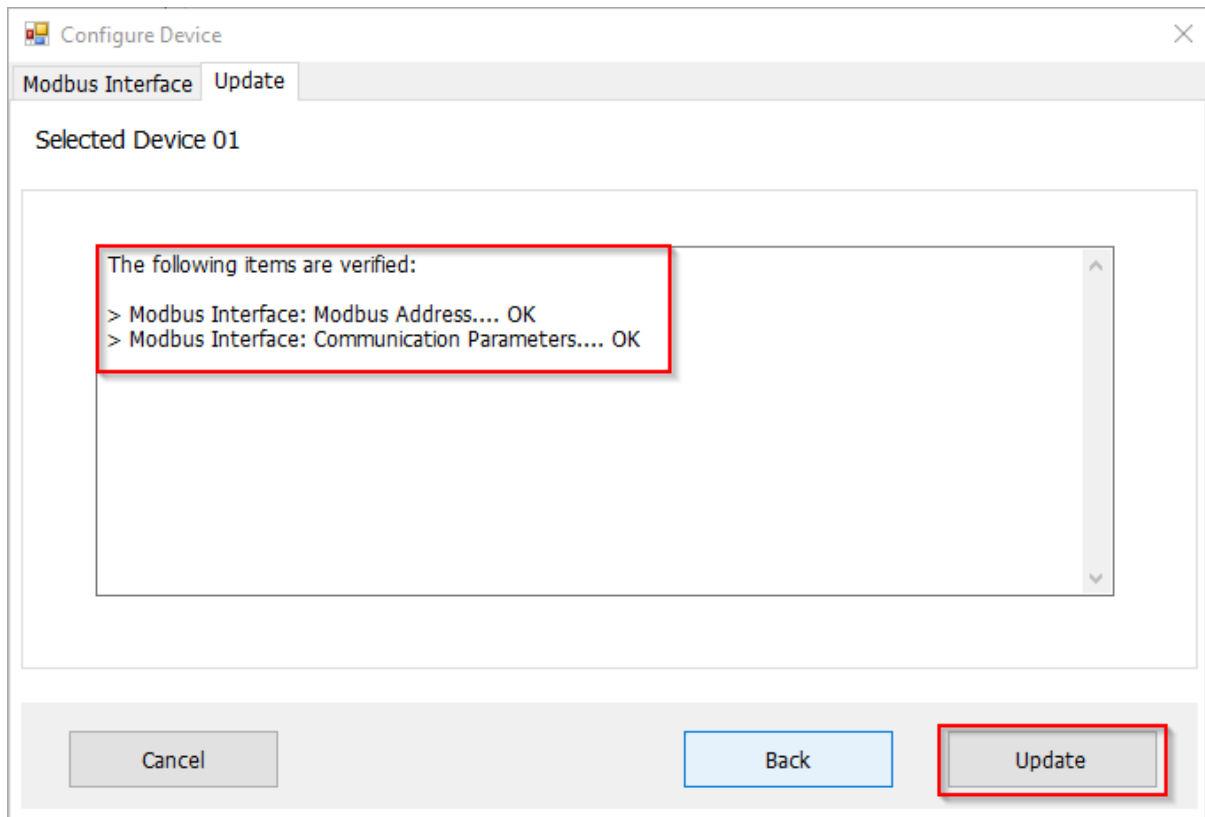 Configure Device
Modbus Interface Update
Selected Device 01
The following items are verified:
> Modbus Interface: Modbus Address.... OK
> Modbus Interface: Communication Parameters.... OK
Cancel Back Update